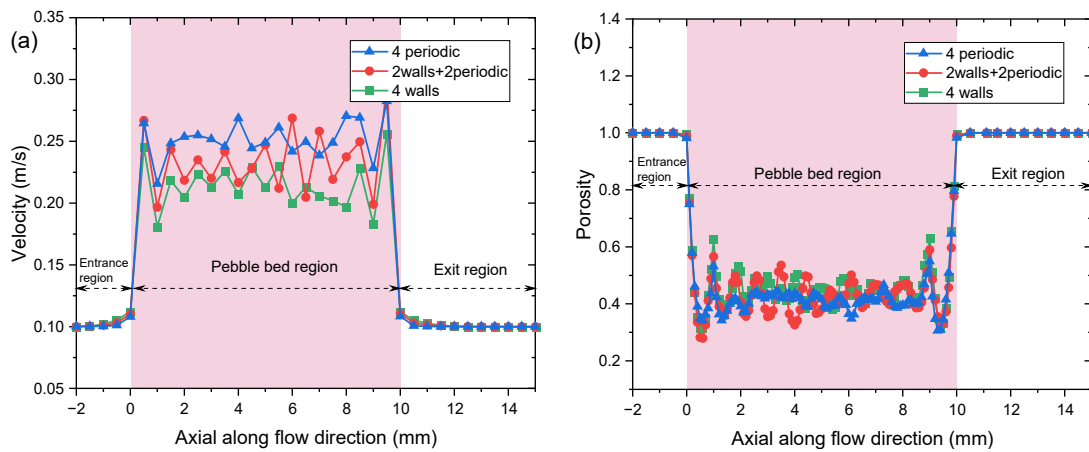 (a)
0.35
0.30
0.25
0.20
0.15
0.10
0.05
Velocity (m/s)
4 periodic
2walls+2periodic
4 walls
Entrance
region
Pebble bed region
Exit region
−2 0 2 4 6 8 10 12 14
Axial along flow direction (mm)
(b)
1.0
0.8
0.6
0.4
0.2
Porosity
4 periodic
2walls+2periodic
4 walls
Entrance
region
Pebble bed region
Exit region
−2 0 2 4 6 8 10 12 14
Axial along flow direction (mm)